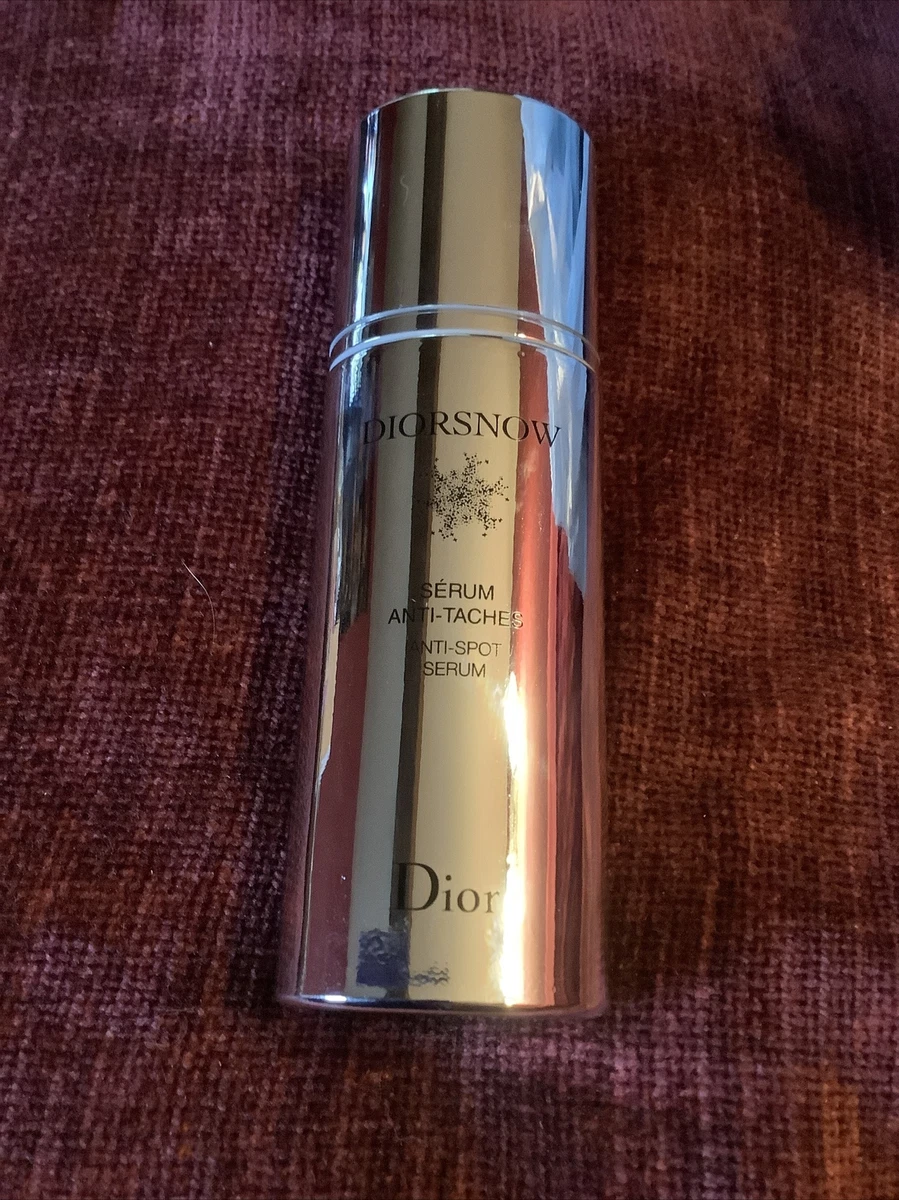 DIORSNOW
SÉRUM
ANTI-TACHES
ANTI-SPOT
SERUM
Dior